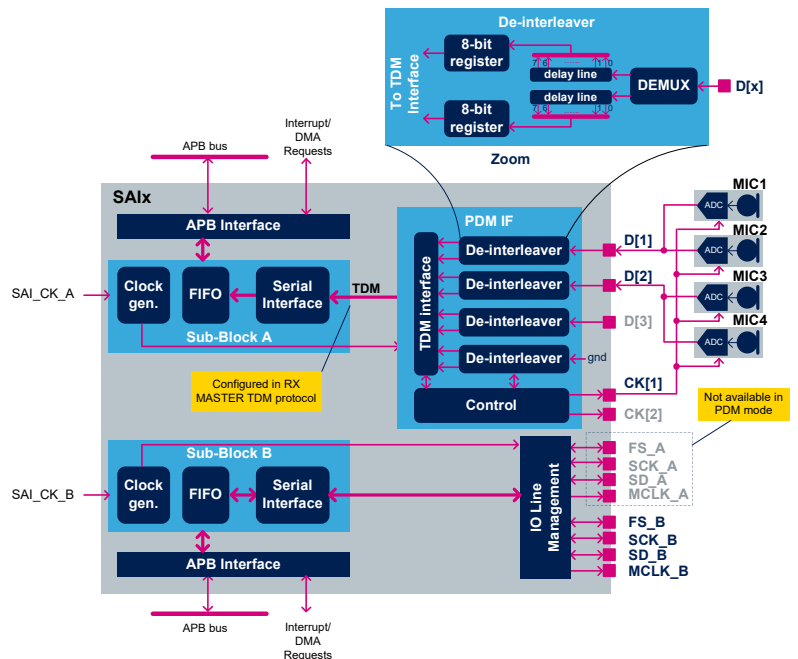 De-interleaver
To TDM
Interface
8-bit
register
7 6 ...... 1 0
delay line
delay line
7 6 ...... 1 0
8-bit
register
DEMUX
D[x]
Zoom
APB bus
Interrupt/
DMA
Requests
SAIx
APB Interface
PDM IF
MIC1
ADC
MIC2
ADC
MIC3
ADC
MIC4
ADC
SAI_CK_A
Clock
gen.
FIFO
Serial
Interface
Sub-Block A
TDM
TDM interface
De-interleaver
De-interleaver
De-interleaver
De-interleaver
D[1]
D[2]
D[3]
gnd
Control
CK[1]
CK[2]
Configured in RX
MASTER TDM protocol
Not available in
PDM mode
Sub-Block B
SAI_CK_B
Clock
gen.
FIFO
Serial
Interface
IO Line
Management
FS_A
SCK_A
SD_A
MCLK_A
FS_B
SCK_B
SD_B
MCLK_B
APB Interface
APB bus
Interrupt/
DMA
Requests